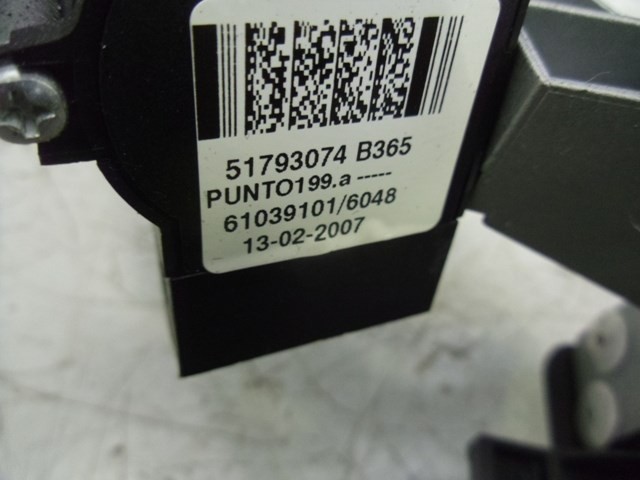 51793074 B365
PUNTO199.a -----
61039101/6048
13-02-2007